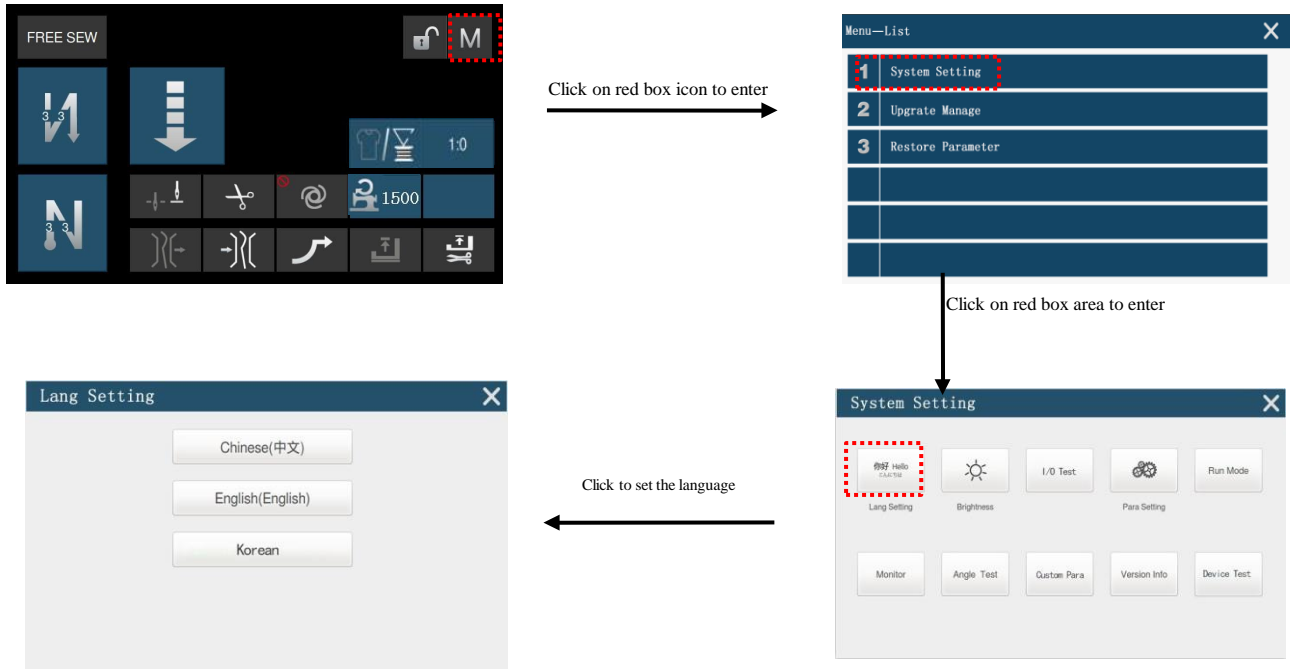 FREE SEW
M
3 3
1:0
1500
3 3
Click on red box icon to enter
Menu—List
X
1 System Setting
2 Upgrate Manage
3 Restore Parameter
Click on red box area to enter
System Setting
X
你好 Hello
I/O Test
Run Mode
Lang Setting
Brightness
Para Setting
Monitor
Angle Test
Custom Para
Version Info
Device Test
Click to set the language
Lang Setting
X
Chinese(中文)
English(English)
Korean